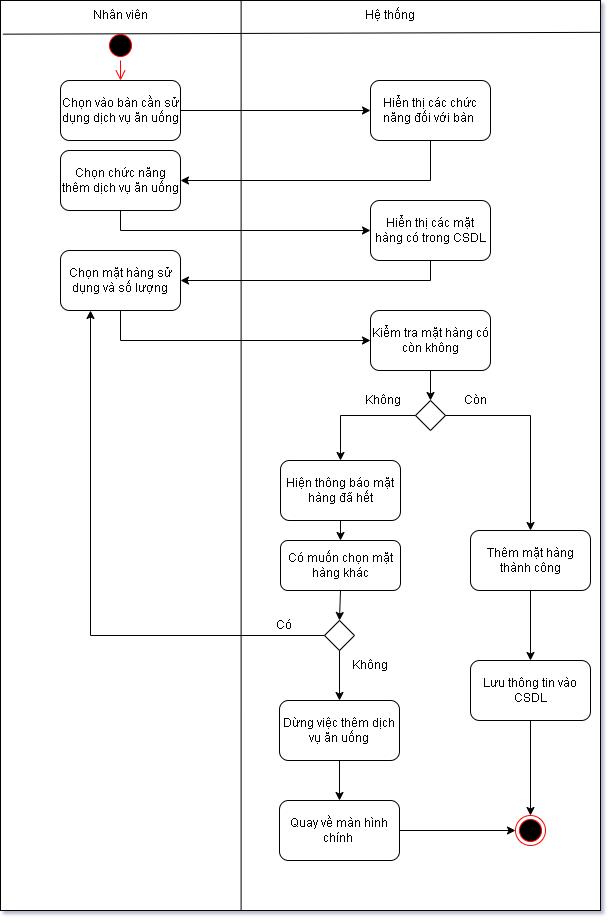 Nhân viên
Hệ thống
Chọn vào bàn cần sử
dụng dịch vụ ăn uống
Hiển thị các chức
năng đối với bàn
Chọn chức năng
thêm dịch vụ ăn uống
Hiển thị các mặt
hàng có trong CSDL
Chọn mặt hàng sử
dụng và số lượng
Kiểm tra mặt hàng có
còn không
Không
Còn
Hiện thông báo mặt
hàng đã hết
Có muốn chọn mặt
hàng khác
Thêm mặt hàng
thành công
Có
Không
Lưu thông tin vào
CSDL
Dừng việc thêm dịch
vụ ăn uống
Quay về màn hình
chính